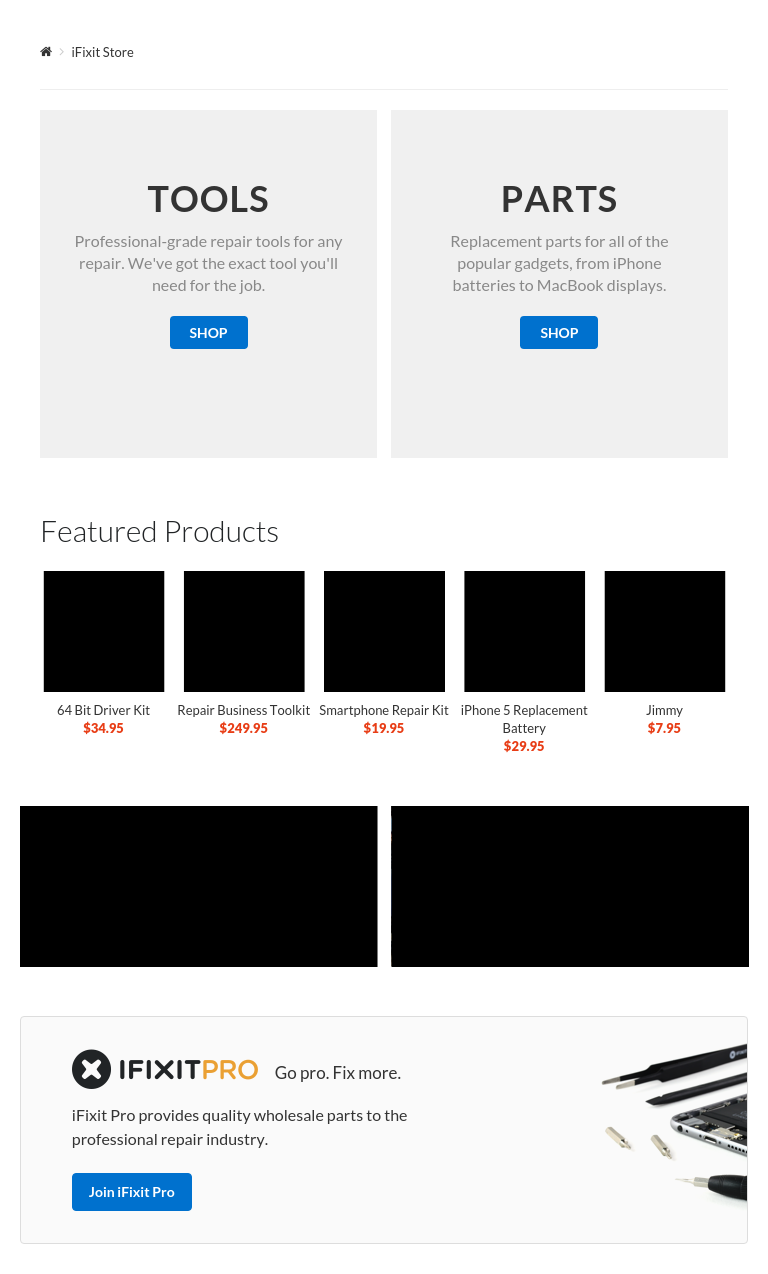 iFixit Store
TOOLS
Professional-grade repair tools for any
repair. We've got the exact tool you'll
need for the job.
SHOP
PARTS
Replacement parts for all of the
popular gadgets, from iPhone
batteries to MacBook displays.
SHOP
Featured Products
64 Bit Driver Kit
$34.95
Repair Business Toolkit
$249.95
Smartphone Repair Kit
$19.95
iPhone 5 Replacement
Battery
$29.95
Jimmy
$7.95
IFIXITPRO Go pro. Fix more.
iFixit Pro provides quality wholesale parts to the
professional repair industry.
Join iFixit Pro